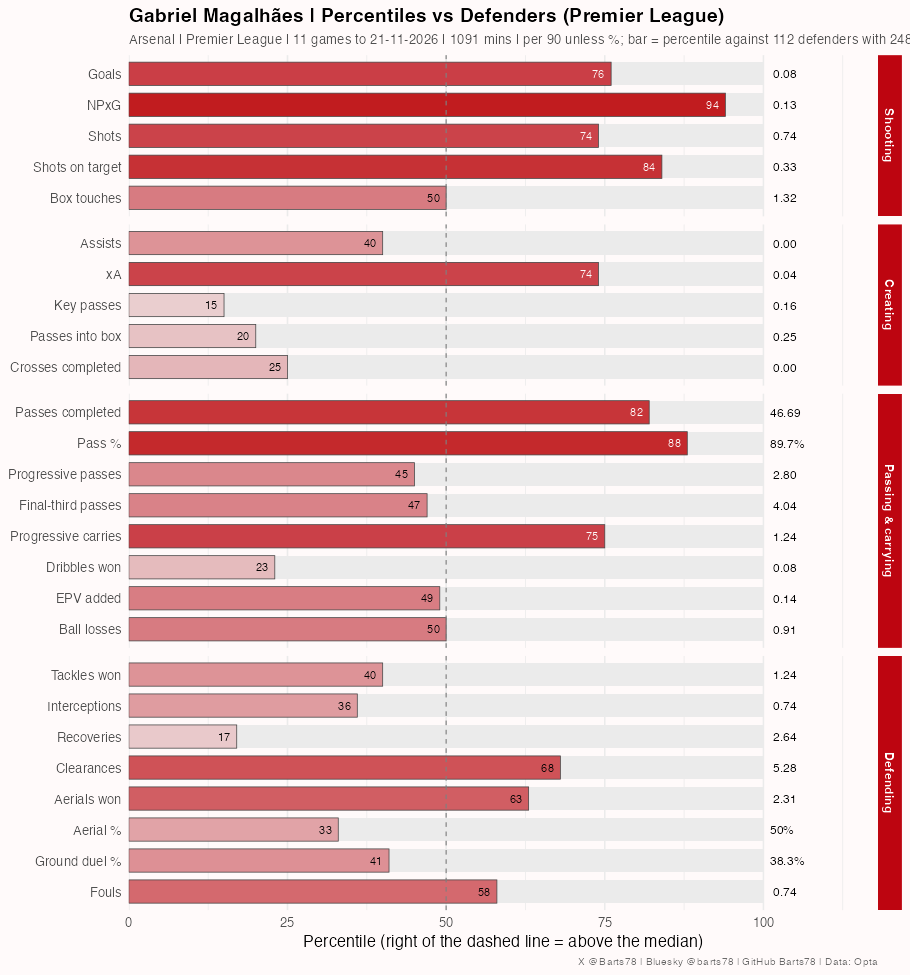 Gabriel Magalhães | Percentiles vs Defenders (Premier League)
Arsenal | Premier League | 11 games to 21-11-2026 | 1091 mins | per 90 unless %; bar = percentile against 112 defenders with 248
Goals 76 0.08
NPxG 94 0.13
Shots 74 0.74
Shots on target 84 0.33
Box touches 50 1.32
Shooting
Assists 40 0.00
xA 74 0.04
Key passes 15 0.16
Passes into box 20 0.25
Crosses completed 25 0.00
Creating
Passes completed 82 46.69
Pass % 88 89.7%
Progressive passes 45 2.80
Final-third passes 47 4.04
Progressive carries 75 1.24
Dribbles won 23 0.08
EPV added 49 0.14
Ball losses 50 0.91
Passing & carrying
Tackles won 40 1.24
Interceptions 36 0.74
Recoveries 17 2.64
Clearances 68 5.28
Aerials won 63 2.31
Aerial % 33 50%
Ground duel % 41 38.3%
Fouls 58 0.74
Defending
0 25 50 75 100
Percentile (right of the dashed line = above the median)
X @Barts78 | Bluesky @barts78 | GitHub Barts78 | Data: Opta